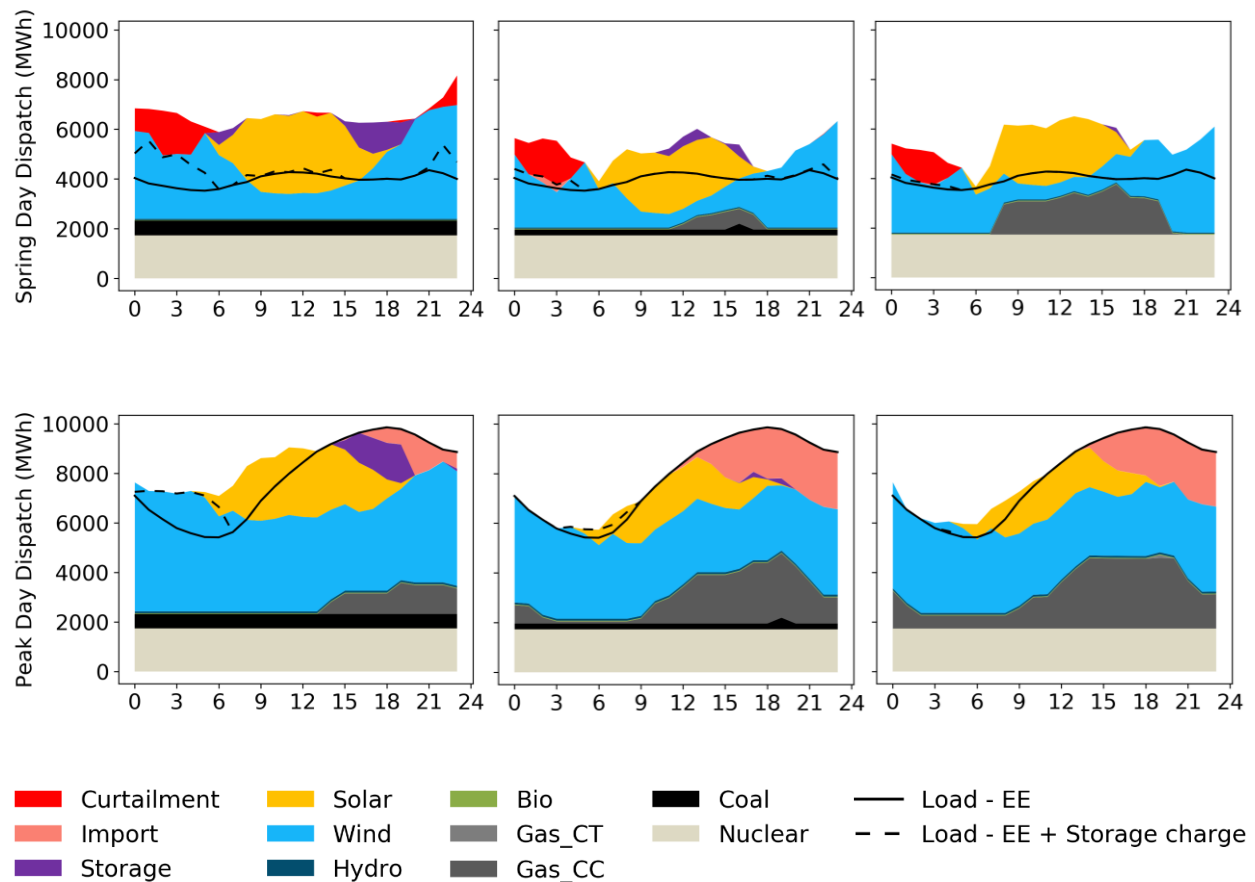 Spring Day Dispatch (MWh)
10000
8000
6000
4000
2000
0
0 3 6 9 12 15 18 21 24
0 3 6 9 12 15 18 21 24
0 3 6 9 12 15 18 21 24
Peak Day Dispatch (MWh)
10000
8000
6000
4000
2000
0
0 3 6 9 12 15 18 21 24
0 3 6 9 12 15 18 21 24
0 3 6 9 12 15 18 21 24
Curtailment Solar Bio Coal Load - EE
Import Wind Gas_CT Nuclear Load - EE + Storage charge
Storage Hydro Gas_CC